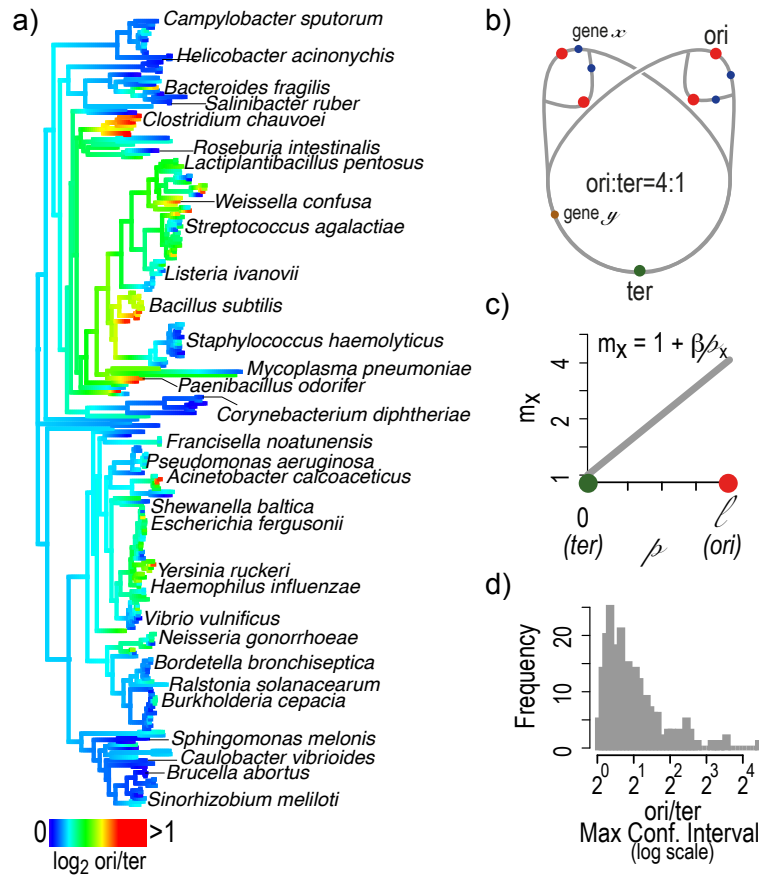 a)
Campylobacter sputorum
Helicobacter acinonychis
Bacteroides fragilis
Salinibacter ruber
Clostridium chauvoei
Roseburia intestinalis
Lactiplantibacillus pentosus
Weissella confusa
Streptococcus agalactiae
Listeria ivanovii
Bacillus subtilis
Staphylococcus haemolyticus
Mycoplasma pneumoniae
Paenibacillus odorifer
Corynebacterium diphtheriae
Francisella noatunensis
Pseudomonas aeruginosa
Acinetobacter calcoaceticus
Shewanella baltica
Escherichia fergusonii
Yersinia ruckeri
Haemophilus influenzae
Vibrio vulnificus
Neisseria gonorrhoeae
Bordetella bronchiseptica
Ralstonia solanacearum
Burkholderia cepacia
Sphingomonas melonis
Caulobacter vibrioides
Brucella abortus
Sinorhizobium meliloti
0 >1
log₂ ori/ter
b)
gene x
ori
ori:ter=4:1
gene y
ter
c)
mₓ = 1 + βpₓ
mₓ
4
2
1
0 ℓ
(ter) p (ori)
d)
Frequency
20
10
0
2⁰ 2¹ 2² 2³ 2⁴
ori/ter
Max Conf. Interval
(log scale)